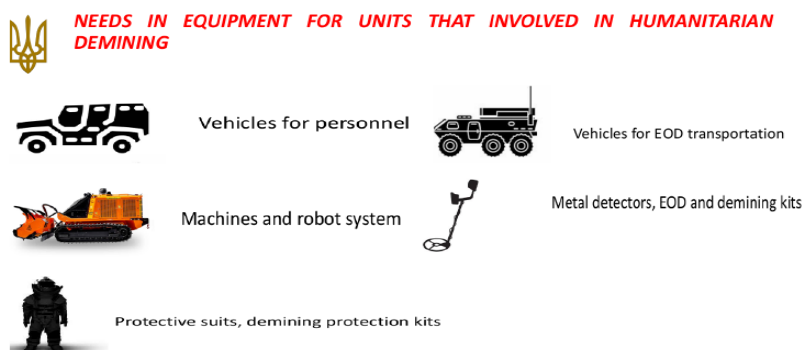 NEEDS IN EQUIPMENT FOR UNITS THAT INVOLVED IN HUMANITARIAN
DEMINING
Vehicles for personnel
Vehicles for EOD transportation
Machines and robot system
Metal detectors, EOD and demining kits
Protective suits, demining protection kits